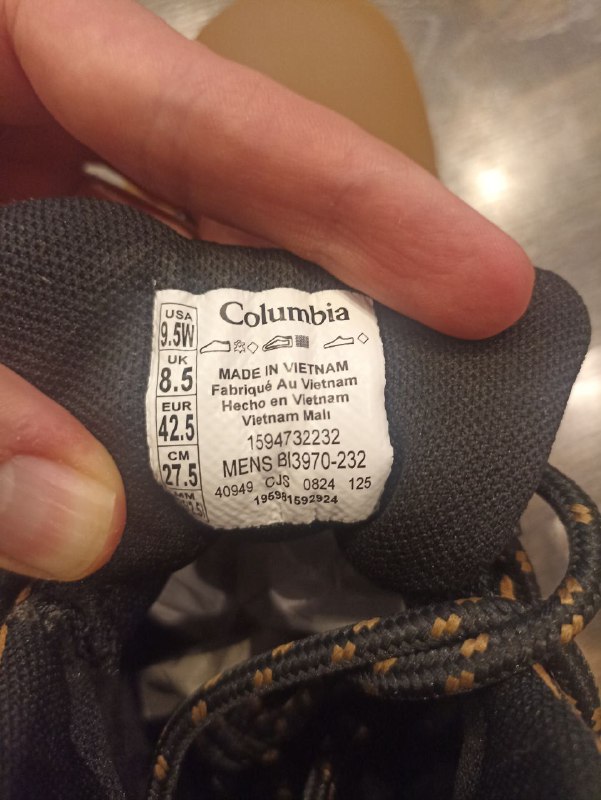 Columbia
USA
9.5W
UK
8.5
EUR
42.5
CM
27.5
MM
MADE IN VIETNAM
Fabriqué Au Vietnam
Hecho en Vietnam
Vietnam Malı
1594732232
MENS BI3970-232
40949 CJS 0824 125